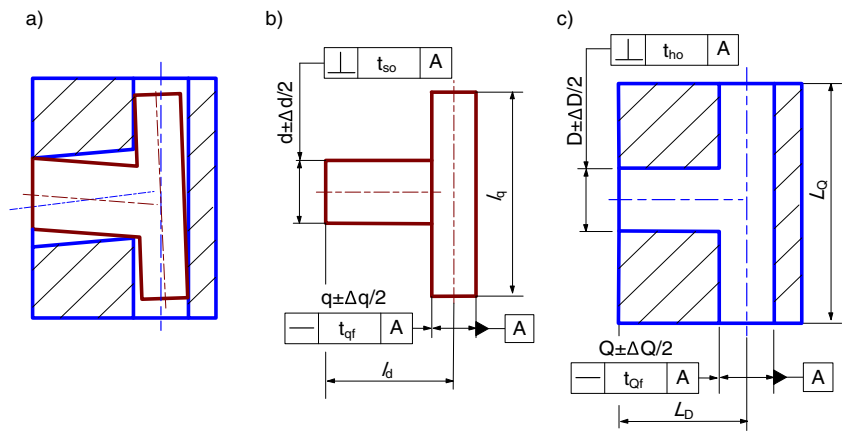 a)
b)
c)
⊥ t_so A
d±Δd/2
l_q
q±Δq/2
— t_qf A
A
l_d
⊥ t_ho A
D±ΔD/2
L_Q
Q±ΔQ/2
— t_Qf A
A
L_D